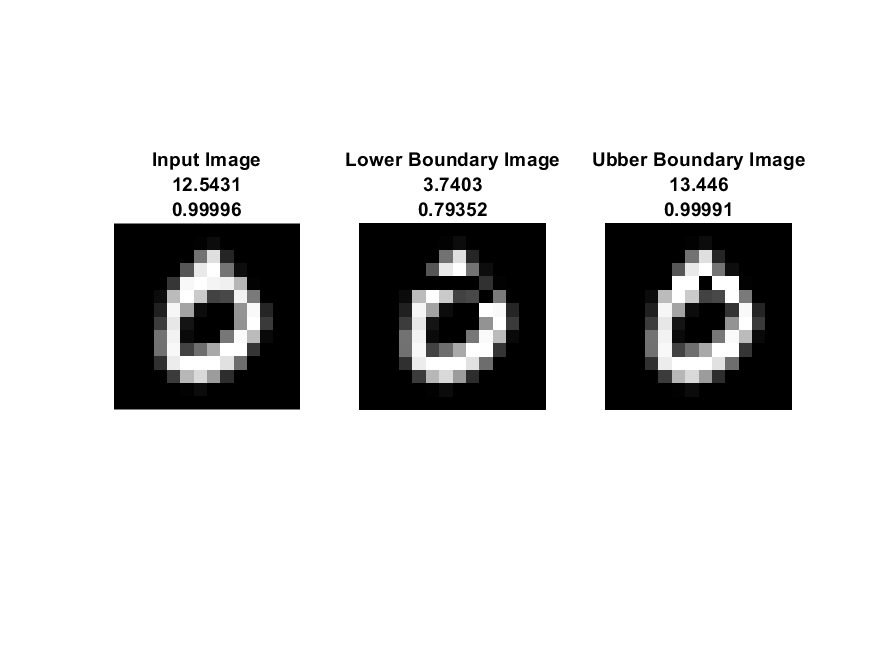 Input Image
12.5431
0.99996
Lower Boundary Image
3.7403
0.79352
Ubber Boundary Image
13.446
0.99991